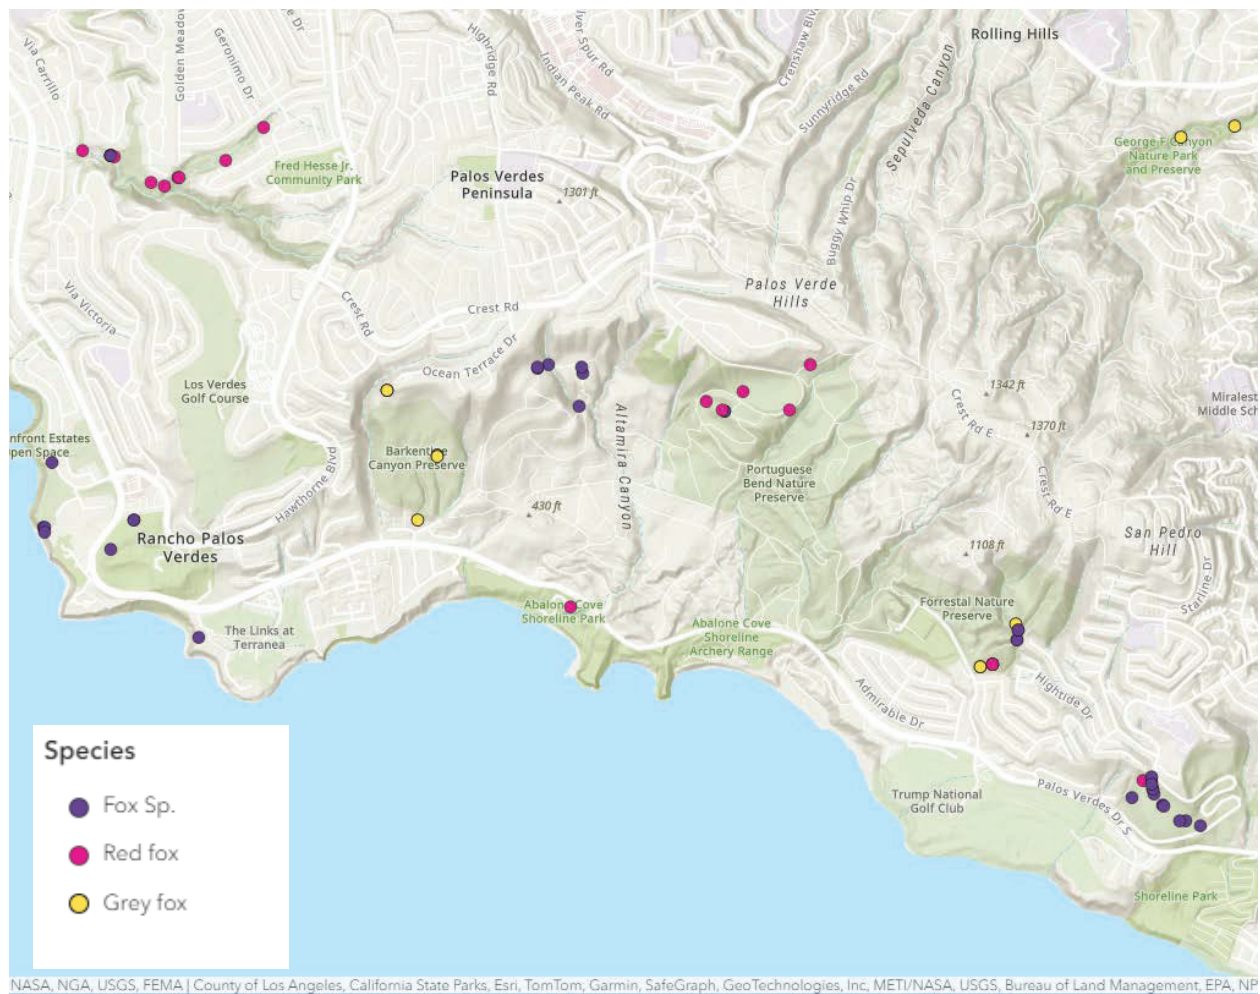 Rolling Hills
Via Carrillo
Golden Meadow
Geronimo Dr
e Dr
Highridge Rd
Indian Peak Rd
lver Spur Rd
Crenshaw Blv
Sunnyridge Rd
Sepulveda Canyon
George F Canyon
Nature Park
and Preserve
Fred Hesse Jr.
Community Park
Palos Verdes
Peninsula
1301 ft
Buggy Whip Dr
Palos Verde
Hills
Via Victoria
Crest Rd
Crest Rd
Ocean Terrace Dr
Los Verdes
Golf Course
1342 ft
Miralest
Middle Sch
Crest Rd E
1370 ft
nfront Estates
pen Space
Barkentine
Canyon Preserve
Altamira Canyon
Portuguese
Bend Nature
Preserve
Hawthorne Blvd
430 ft
Crest Rd E
San Pedro
Hill
Rancho Palos
Verdes
1108 ft
Starline Dr
Abalone Cove
Shoreline Park
Forrestal Nature
Preserve
The Links at
Terranea
Abalone Cove
Shoreline
Archery Range
Admirable Dr
Hightide Dr
Species
Fox Sp.
Red fox
Grey fox
Trump National
Golf Club
Palos Verdes Dr S
Shoreline Park
NASA, NGA, USGS, FEMA | County of Los Angeles, California State Parks, Esri, TomTom, Garmin, SafeGraph, GeoTechnologies, Inc, METI/NASA, USGS, Bureau of Land Management, EPA, NP